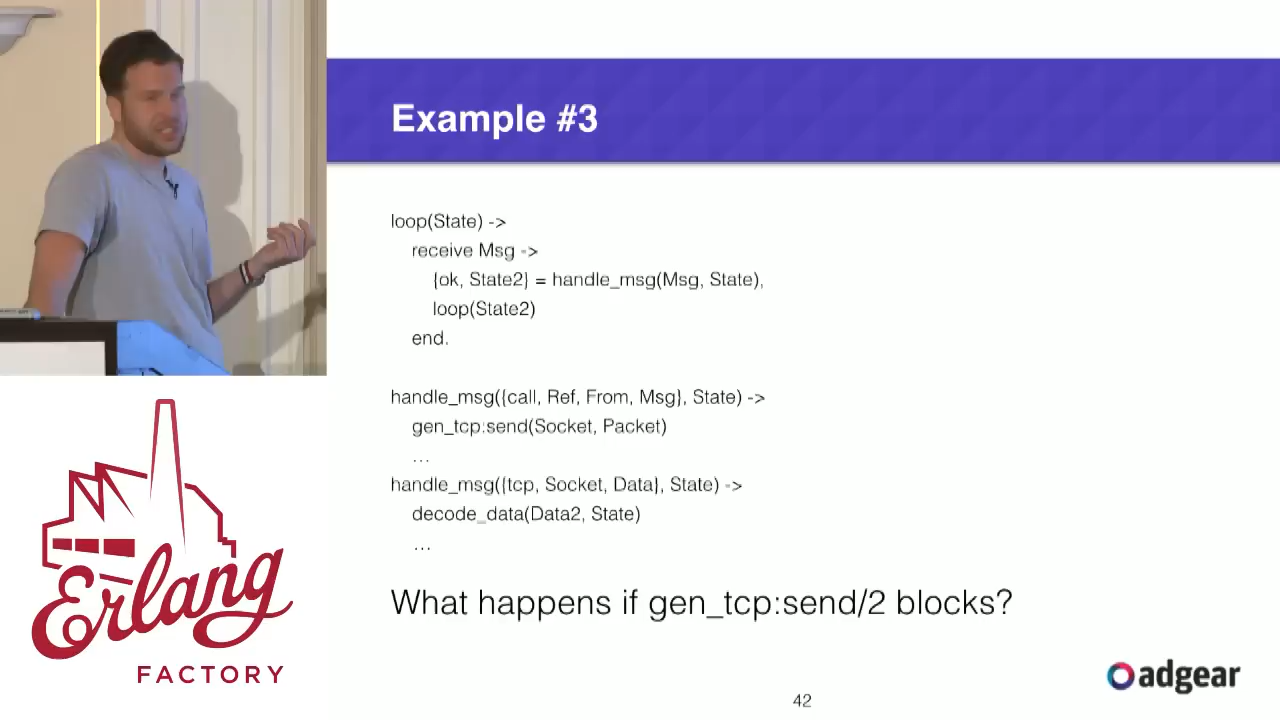 Example #3
loop(State) ->
receive Msg ->
{ok, State2} = handle_msg(Msg, State),
loop(State2)
end.
handle_msg({call, Ref, From, Msg}, State) ->
gen_tcp:send(Socket, Packet)
...
handle_msg({tcp, Socket, Data}, State) ->
decode_data(Data2, State)
...
What happens if gen_tcp:send/2 blocks?
Erlang
FACTORY
adgear
42